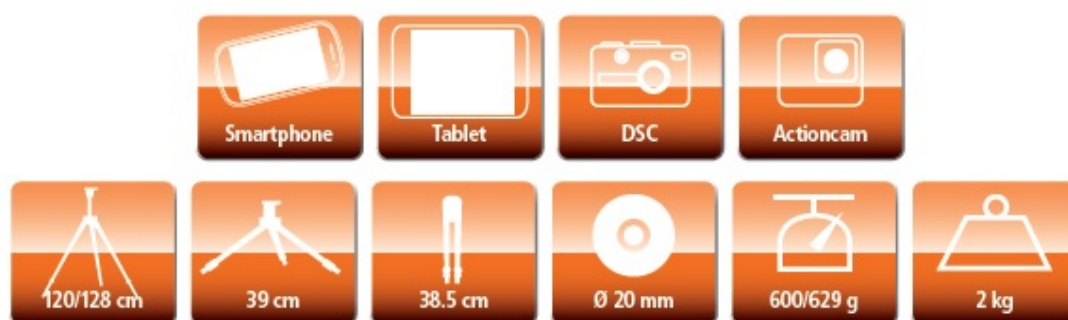 Smartphone
Tablet
DSC
Actioncam
120/128 cm
39 cm
38.5 cm
Ø 20 mm
600/629 g
2 kg